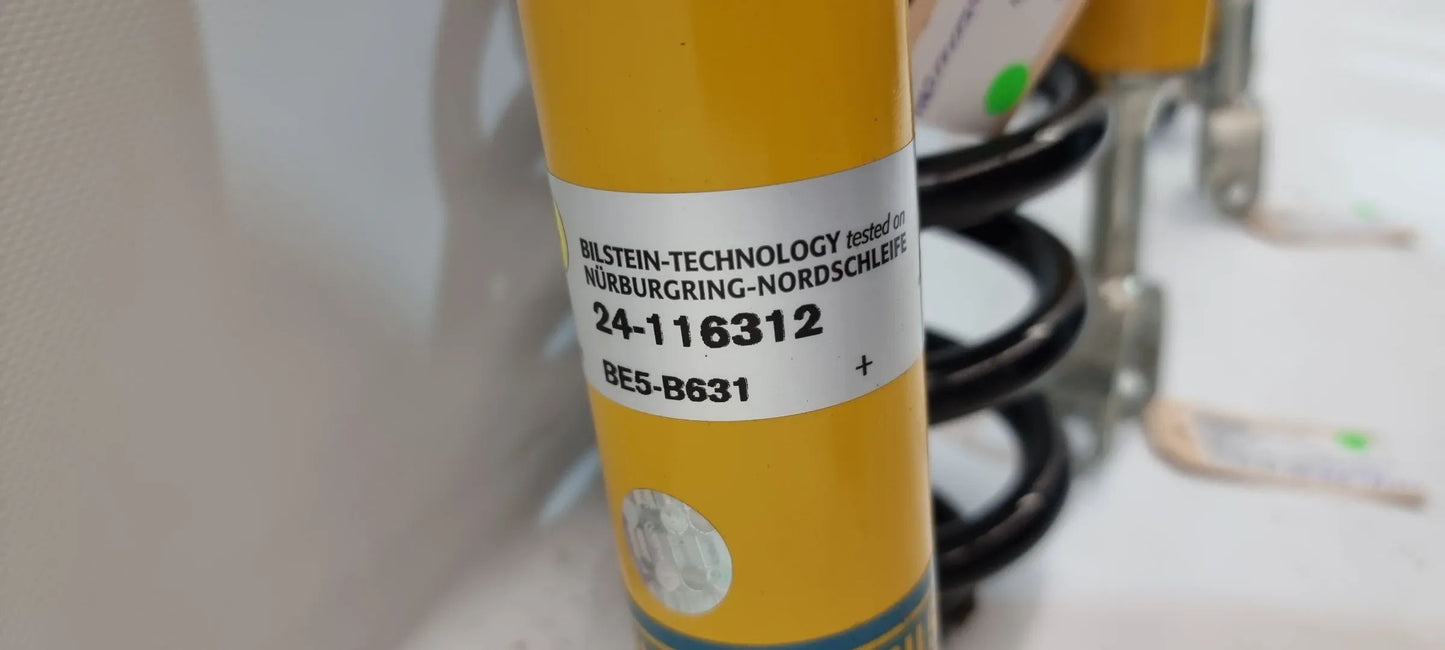 BILSTEIN-TECHNOLOGY tested on
NÜRBURGRING-NORDSCHLEIFE
24-116312
BE5-B631 +